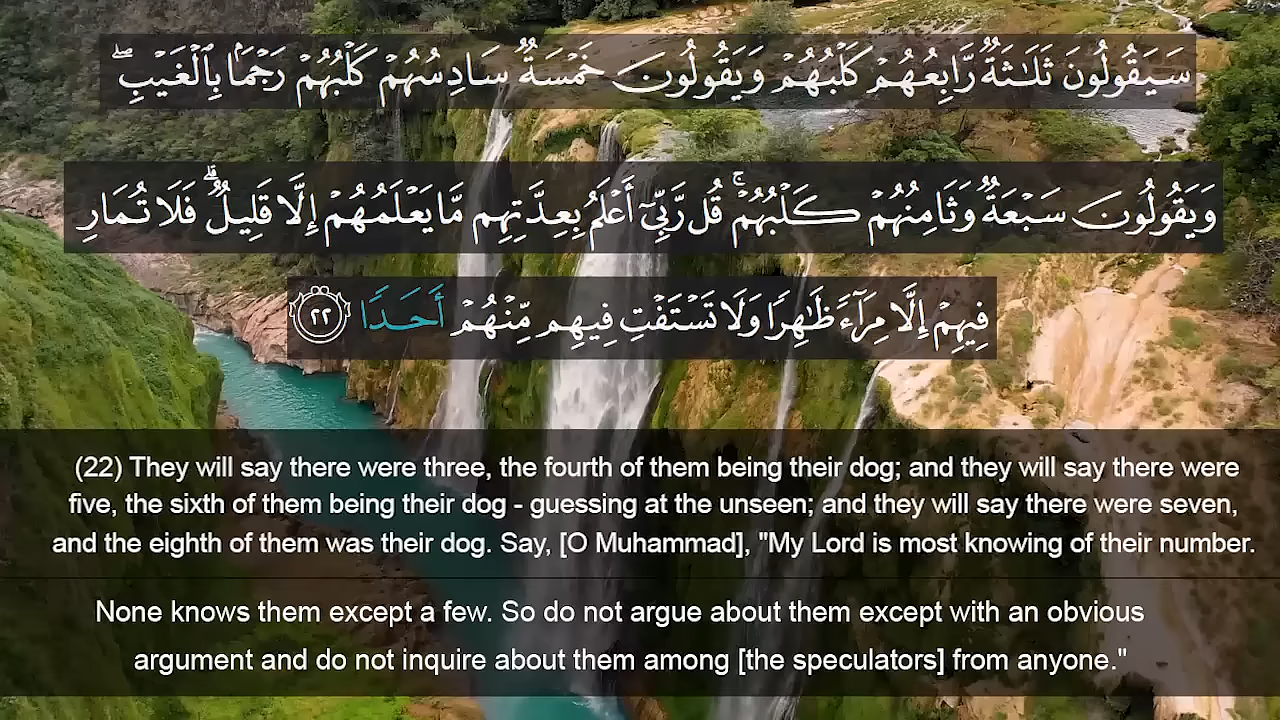 سَيَقُولُونَ ثَلَـٰثَةٌ رَّابِعُهُمْ كَلْبُهُمْ وَيَقُولُونَ خَمْسَةٌ سَادِسُهُمْ كَلْبُهُمْ رَجْمًۢا بِٱلْغَيْبِ ۖ
وَيَقُولُونَ سَبْعَةٌ وَثَامِنُهُمْ كَلْبُهُمْ ۚ قُل رَّبِّىٓ أَعْلَمُ بِعِدَّتِهِم مَّا يَعْلَمُهُمْ إِلَّا قَلِيلٌ ۗ فَلَا تُمَارِ
فِيهِمْ إِلَّا مِرَآءً ظَـٰهِرًا وَلَا تَسْتَفْتِ فِيهِم مِّنْهُمْ أَحَدًا ٢٢
(22) They will say there were three, the fourth of them being their dog; and they will say there were
five, the sixth of them being their dog - guessing at the unseen; and they will say there were seven,
and the eighth of them was their dog. Say, [O Muhammad], "My Lord is most knowing of their number.
None knows them except a few. So do not argue about them except with an obvious
argument and do not inquire about them among [the speculators] from anyone."